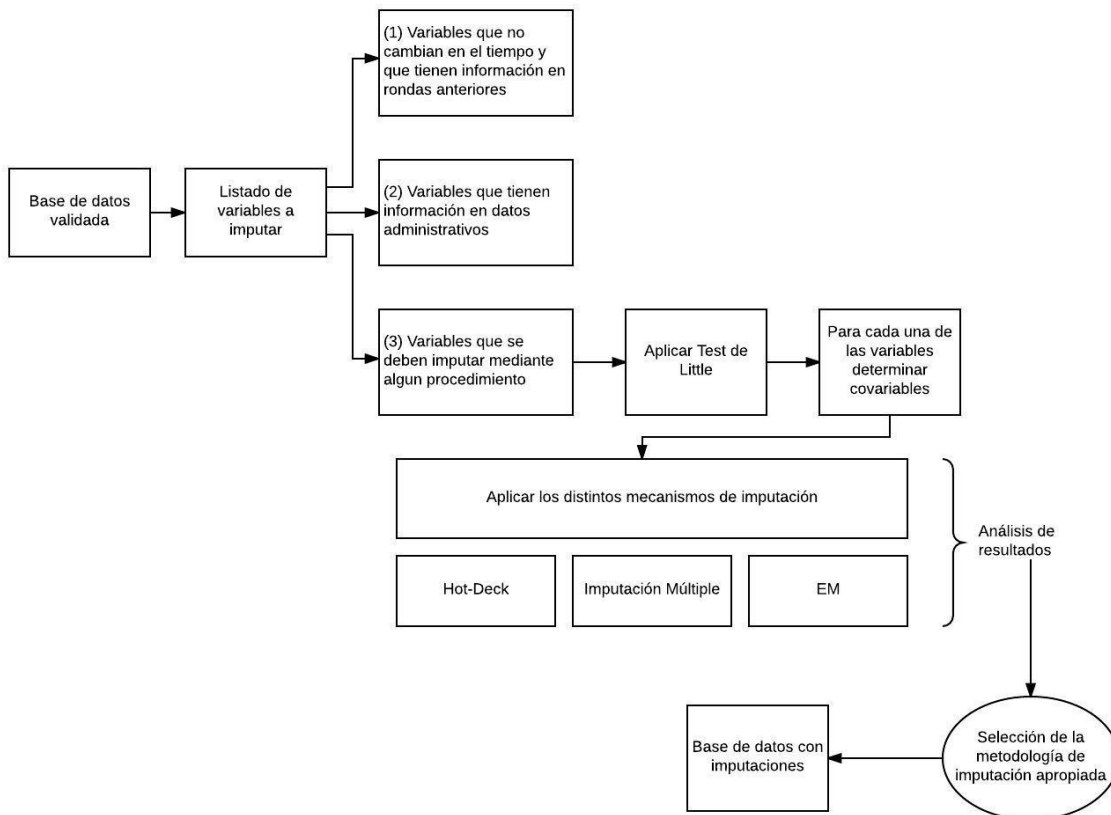 (1) Variables que no
cambian en el tiempo y
que tienen información en
rondas anteriores
Base de datos
validada
Listado de
variables a
imputar
(2) Variables que tienen
información en datos
administrativos
(3) Variables que se
deben imputar mediante
algun procedimiento
Aplicar Test de
Little
Para cada una de
las variables
determinar
covariables
Aplicar los distintos mecanismos de imputación
Hot-Deck
Imputación Múltiple
EM
Análisis de
resultados
Selección de la
metodología de
imputación apropiada
Base de datos con
imputaciones